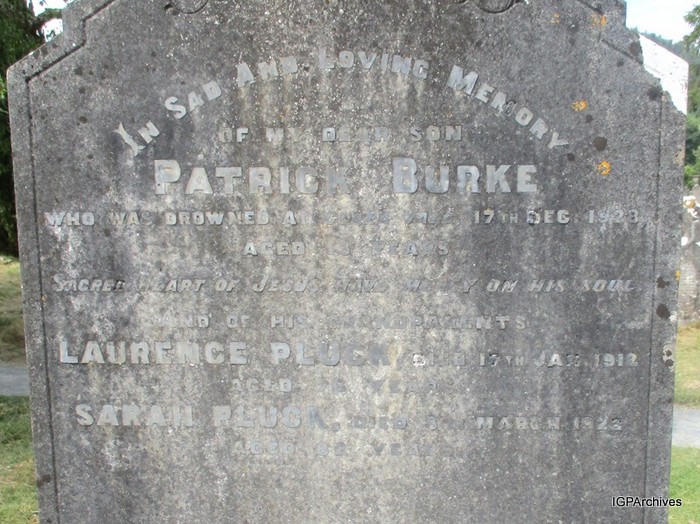 In Sad And Loving Memory
OF MY DEAR SON
PATRICK BURKE
WHO WAS DROWNED AT 17TH DEC. 1923
AGED YEARS
SACRED HEART OF JESUS HAVE MERCY ON HIS SOUL
AND OF HIS GRANDPARENTS
LAURENCE PLUCK, DIED 17TH JAN. 1912
AGED YEARS
SARAH PLUCK, DIED MARCH 1923
AGED YEARS
IGPArchives